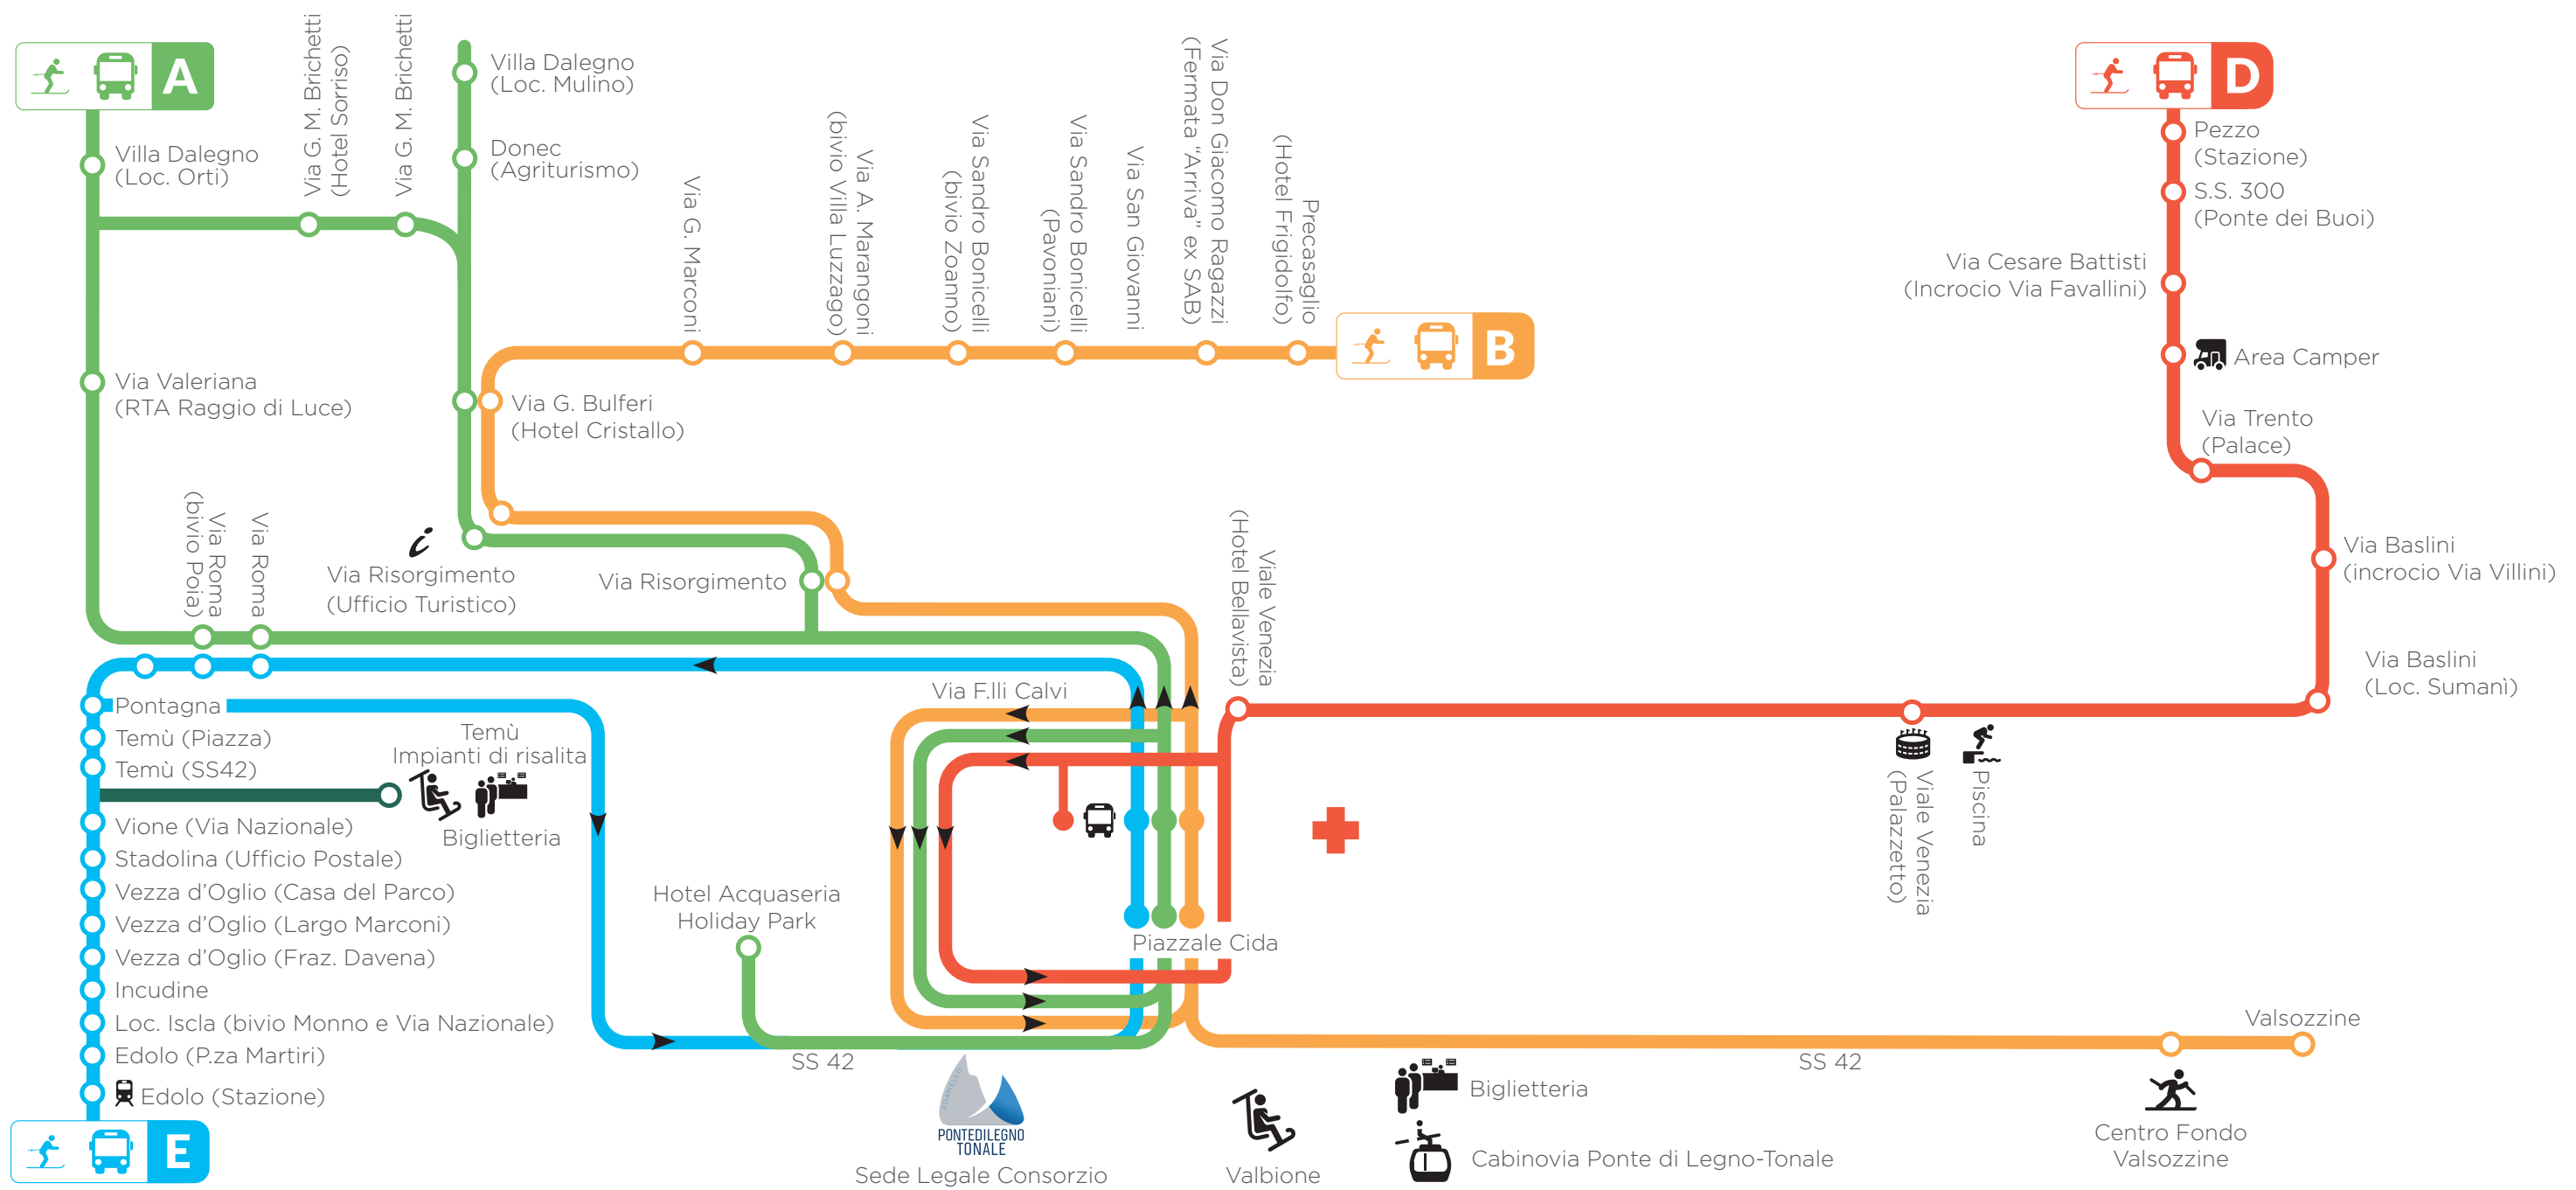 A
Villa Dalegno
(Loc. Orti)
Via G. M. Brichetti
(Hotel Sorriso)
Via G. M. Brichetti
Villa Dalegno
(Loc. Mulino)
Donec
(Agriturismo)
Via Valeriana
(RTA Raggio di Luce)
Via G. Marconi
Via A. Marangoni
(bivio Villa Luzzago)
Via Sandro Bonicelli
(bivio Zoanno)
Via Sandro Bonicelli
(Pavoniani)
Via San Giovanni
Via Don Giacomo Ragazzi
(Fermata "Arriva" ex SAB)
Precasaglio
(Hotel Frigidolfo)
B
Via G. Bulferi
(Hotel Cristallo)
D
Pezzo
(Stazione)
S.S. 300
(Ponte dei Buoi)
Via Cesare Battisti
(Incrocio Via Favallini)
Area Camper
Via Trento
(Palace)
Via Baslini
(incrocio Via Villini)
Via Baslini
(Loc. Sumanì)
Via Roma
(bivio Poia)
Via Roma
i
Via Risorgimento
(Ufficio Turistico)
Via Risorgimento
Viale Venezia
(Hotel Bellavista)
Via F.lli Calvi
Viale Venezia
(Palazzetto)
Piscina
Pontagna
Temù (Piazza)
Temù (SS42)
Temù
Impianti di risalita
Biglietteria
Vione (Via Nazionale)
Stadolina (Ufficio Postale)
Vezza d'Oglio (Casa del Parco)
Vezza d'Oglio (Largo Marconi)
Vezza d'Oglio (Fraz. Davena)
Incudine
Loc. Iscla (bivio Monno e Via Nazionale)
Edolo (P.za Martiri)
Edolo (Stazione)
E
Hotel Acquaseria
Holiday Park
Piazzale Cida
SS 42
SS 42
Valsozzine
ADAMELLO
PONTEDILEGNO
TONALE
Sede Legale Consorzio
Valbione
Biglietteria
Cabinovia Ponte di Legno-Tonale
Centro Fondo
Valsozzine